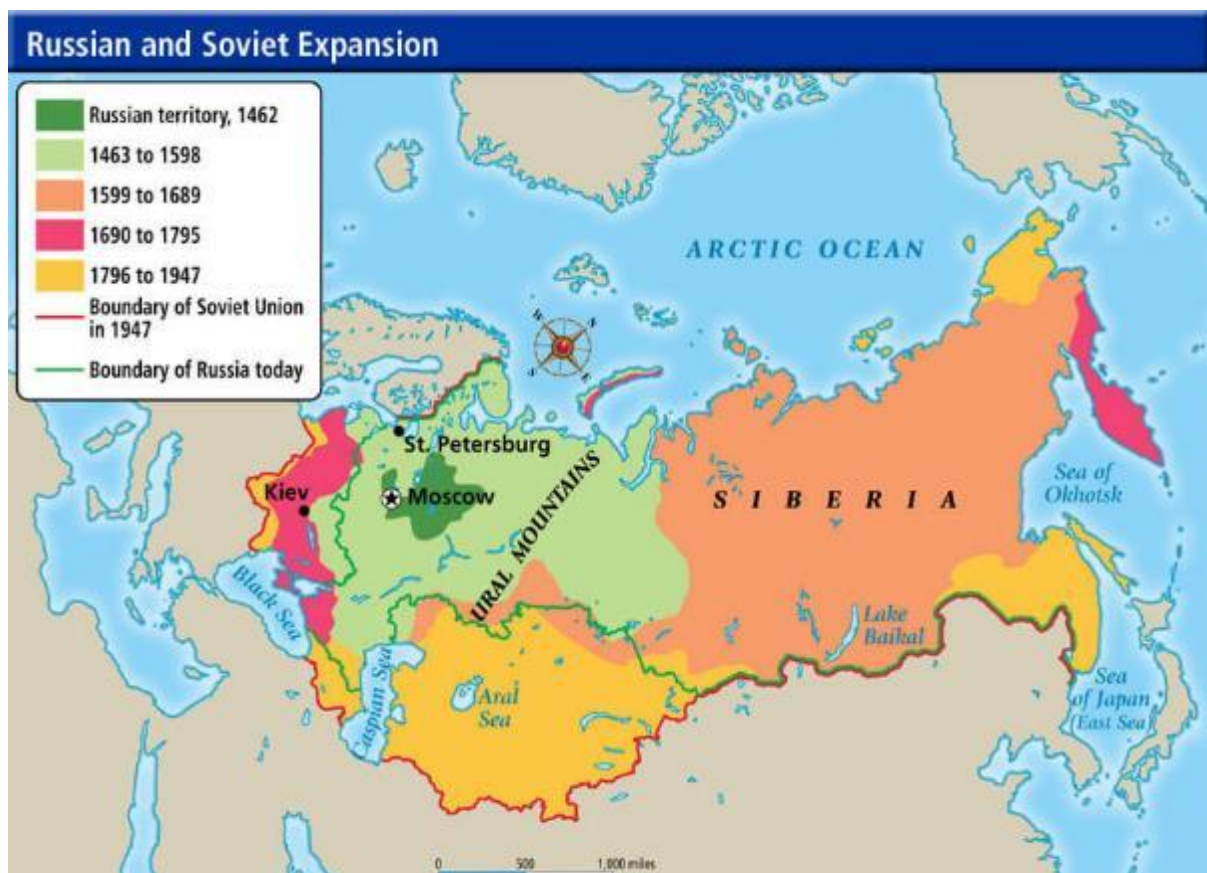 Russian and Soviet Expansion
Russian territory, 1462
1463 to 1598
1599 to 1689
1690 to 1795
1796 to 1947
Boundary of Soviet Union
in 1947
Boundary of Russia today
ARCTIC OCEAN
W
N
S
E
St. Petersburg
Moscow
Kiev
URAL MOUNTAINS
SIBERIA
Sea of
Okhotsk
Black Sea
Caspian Sea
Aral
Sea
Lake
Baikal
Sea
of Japan
(East Sea)
0 500 1,000 miles